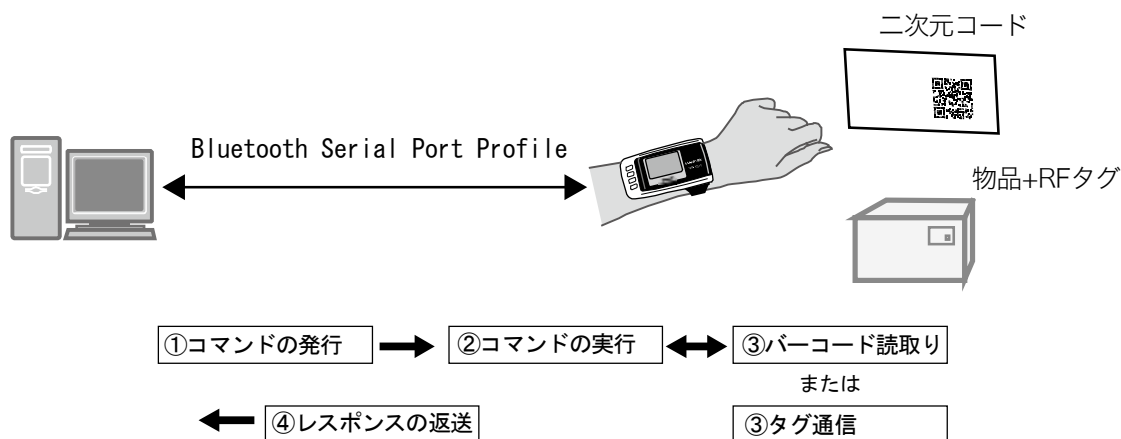 二次元コード
Bluetooth Serial Port Profile
物品+RFタグ
①コマンドの発行
②コマンドの実行
③バーコード読取り
または
④レスポンスの返送
③タグ通信